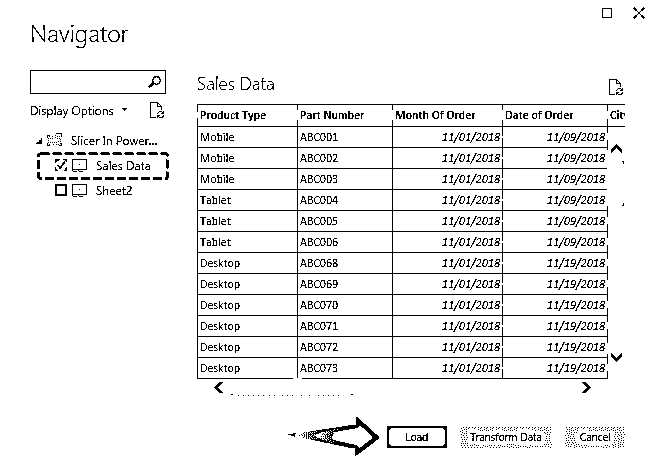 Navigator
Display Options
Slicer In Power...
Sales Data
Sheet2
Sales Data
Product Type Part Number Month Of Order Date of Order City
Mobile ABC001 11/01/2018 11/09/2018
Mobile ABC002 11/01/2018 11/09/2018
Mobile ABC003 11/01/2018 11/09/2018
Tablet ABC004 11/01/2018 11/09/2018
Tablet ABC005 11/01/2018 11/09/2018
Tablet ABC006 11/01/2018 11/09/2018
Desktop ABC068 11/01/2018 11/19/2018
Desktop ABC069 11/01/2018 11/19/2018
Desktop ABC070 11/01/2018 11/19/2018
Desktop ABC071 11/01/2018 11/19/2018
Desktop ABC072 11/01/2018 11/19/2018
Desktop ABC073 11/01/2018 11/19/2018
Load Transform Data Cancel